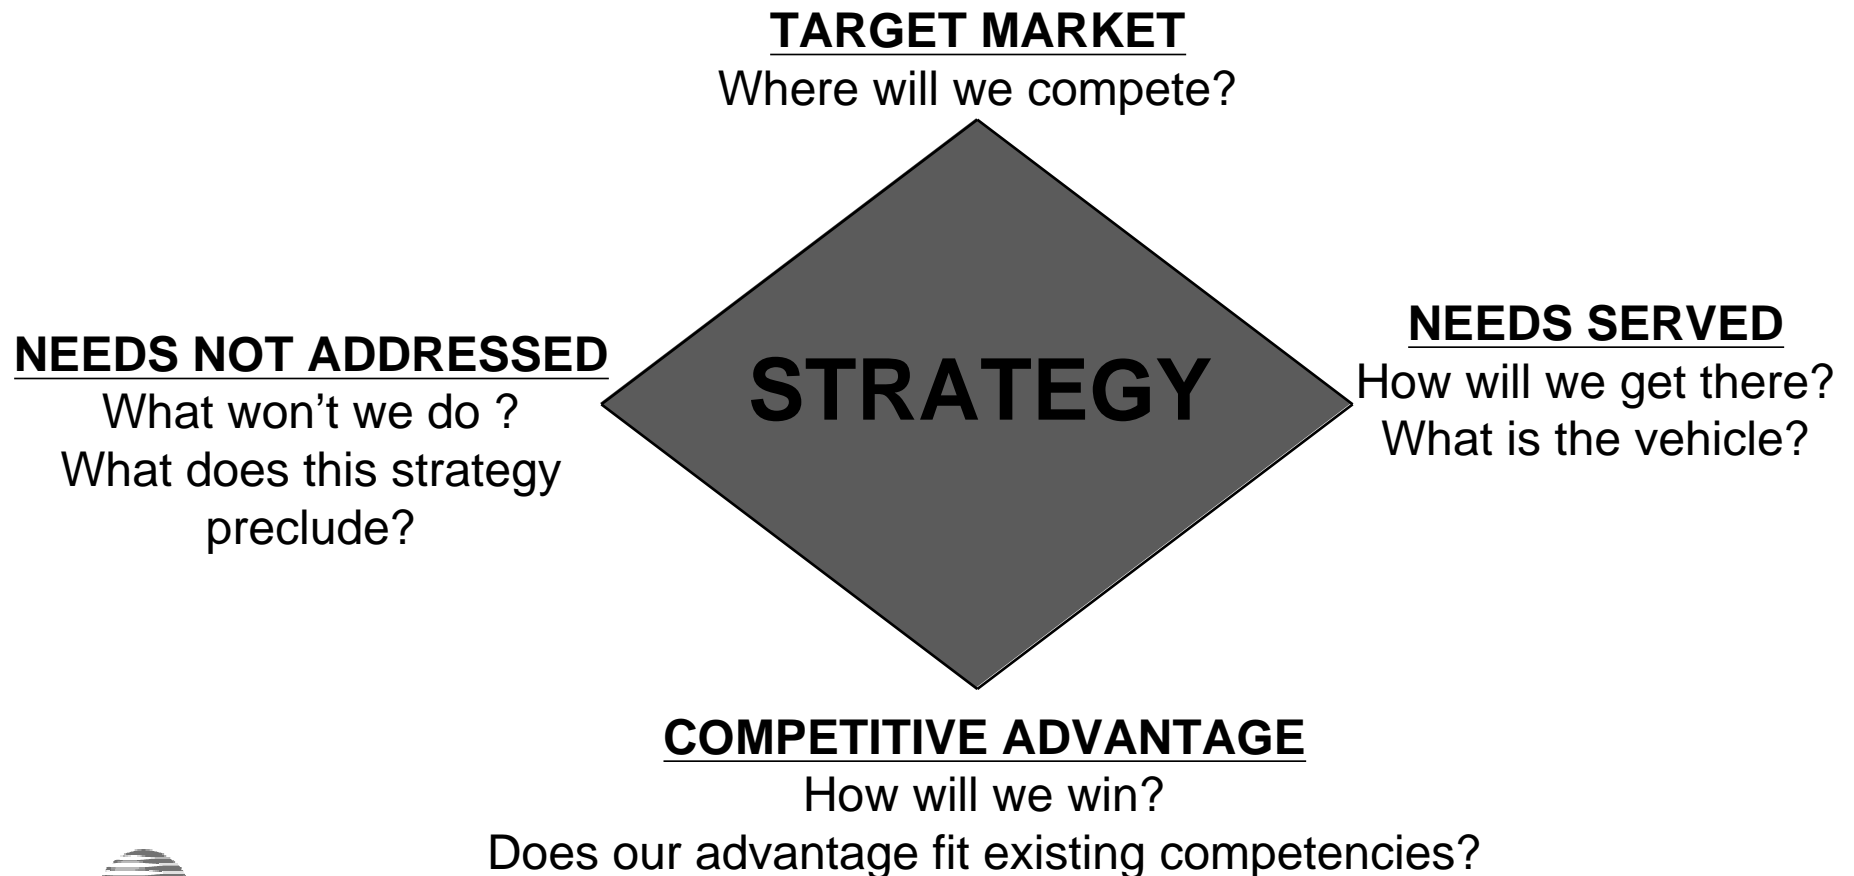 TARGET MARKET
Where will we compete?
NEEDS NOT ADDRESSED
What won’t we do ?
What does this strategy
preclude?
STRATEGY
NEEDS SERVED
How will we get there?
What is the vehicle?
COMPETITIVE ADVANTAGE
How will we win?
Does our advantage fit existing competencies?